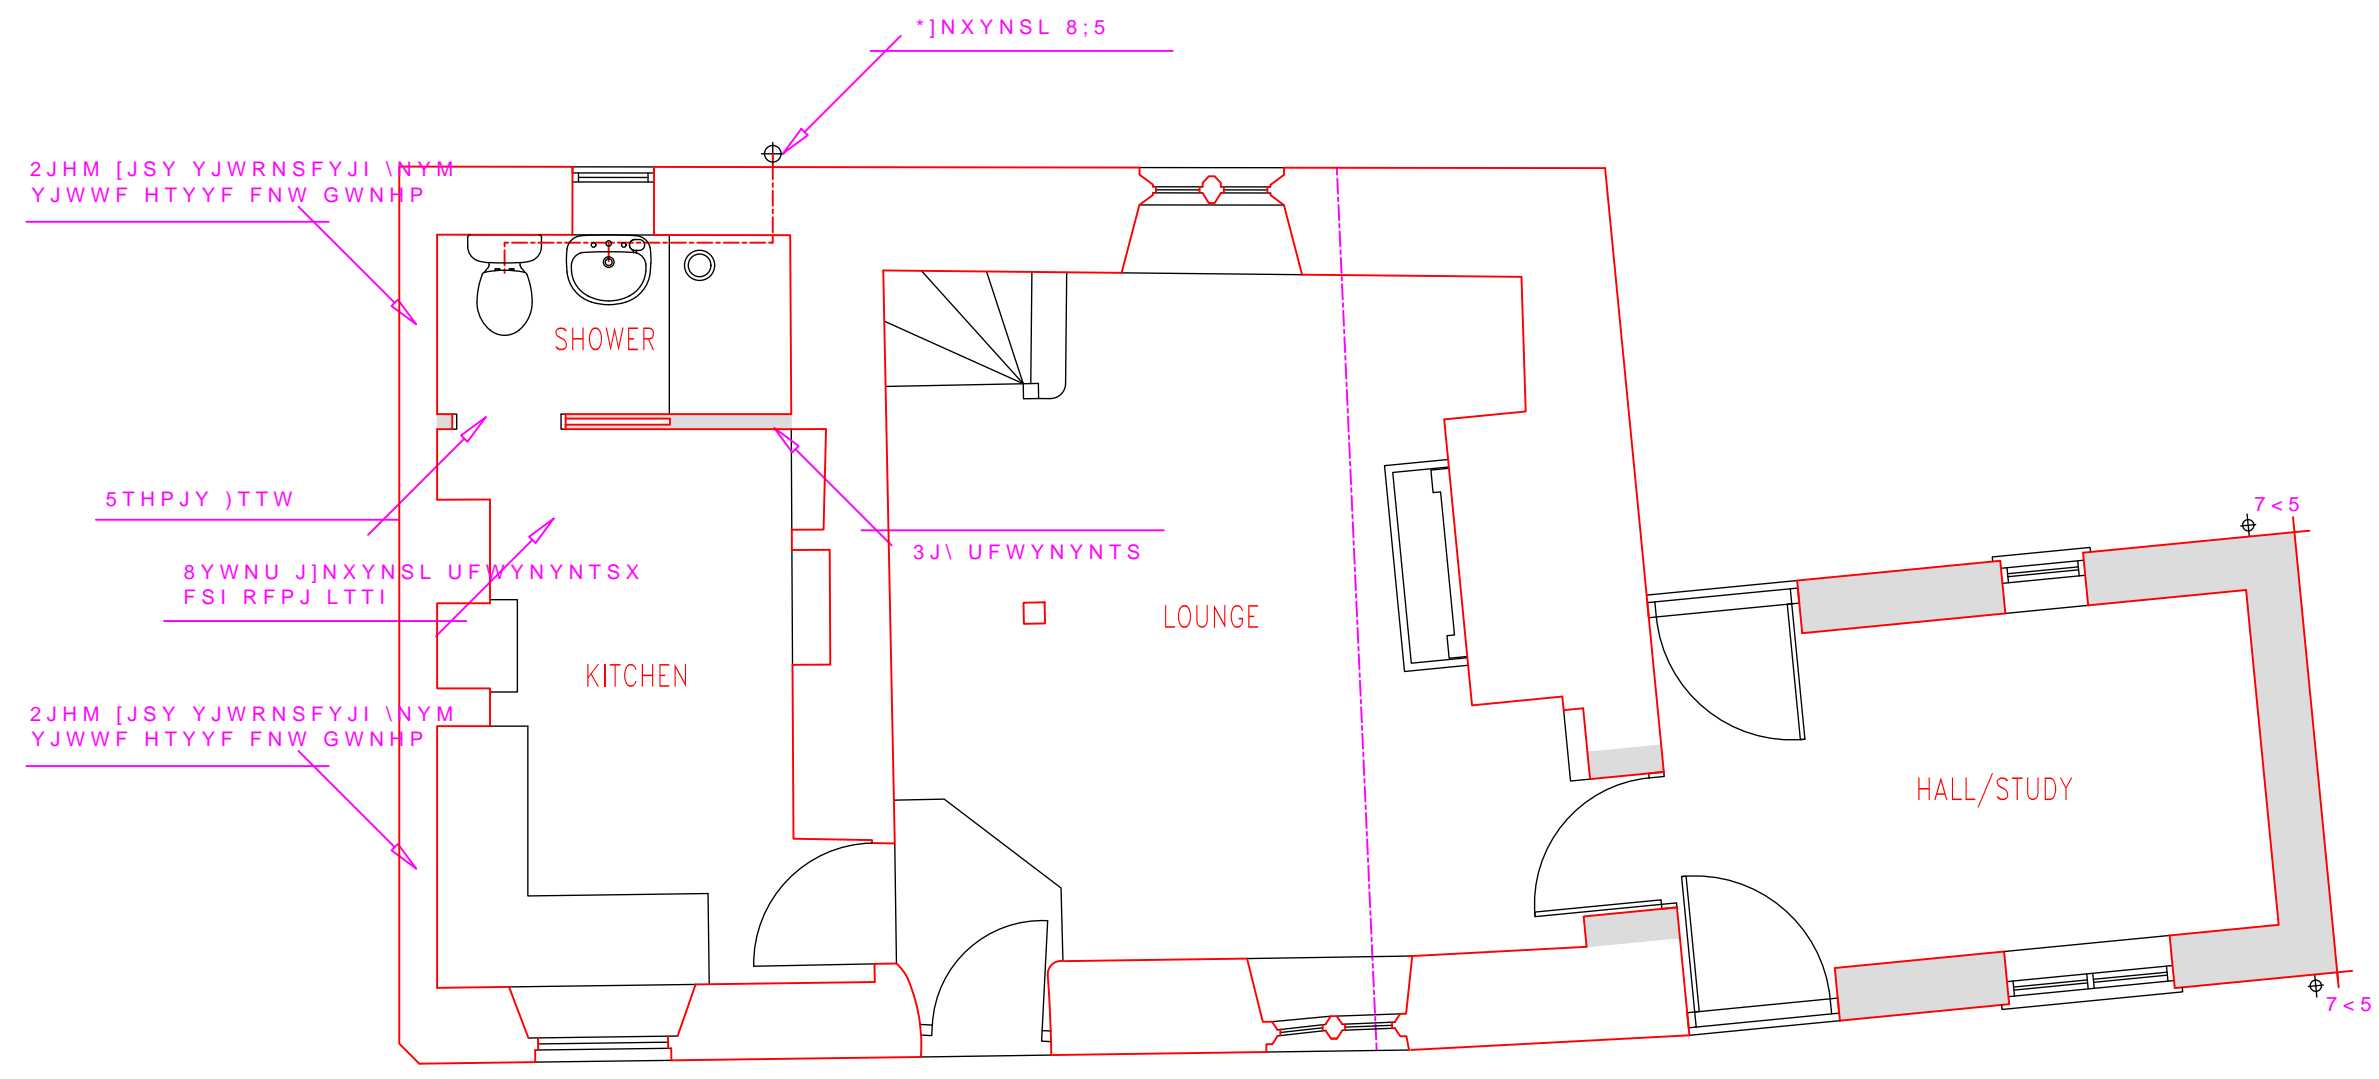 *]NXYNSL 8;5
2JHM [JSY YJWRNSFYJI \NYM
YJWWF HTYYF FNW GWNHP
SHOWER
5THPJY )TTW
3J\ UFWYNYNTS
7<5
8YWNU J]NXYNSL UFWYNYNTSX
FSI RFPJ LTTI
LOUNGE
KITCHEN
2JHM [JSY YJWRNSFYJI \NYM
YJWWF HTYYF FNW GWNHP
HALL/STUDY
7<5